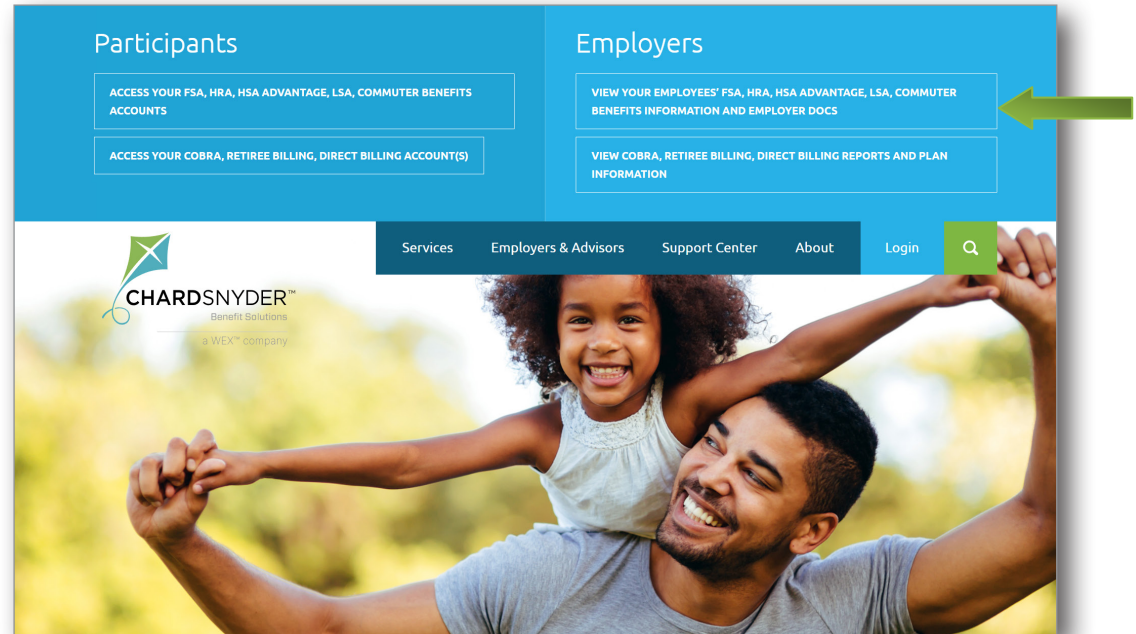 Participants
ACCESS YOUR FSA, HRA, HSA ADVANTAGE, LSA, COMMUTER BENEFITS
ACCOUNTS
ACCESS YOUR COBRA, RETIREE BILLING, DIRECT BILLING ACCOUNT(S)
Employers
VIEW YOUR EMPLOYEES' FSA, HRA, HSA ADVANTAGE, LSA, COMMUTER
BENEFITS INFORMATION AND EMPLOYER DOCS
VIEW COBRA, RETIREE BILLING, DIRECT BILLING REPORTS AND PLAN
INFORMATION
Services Employers & Advisors Support Center About Login
CHARDSNYDER™
Benefit Solutions
a WEX™ company